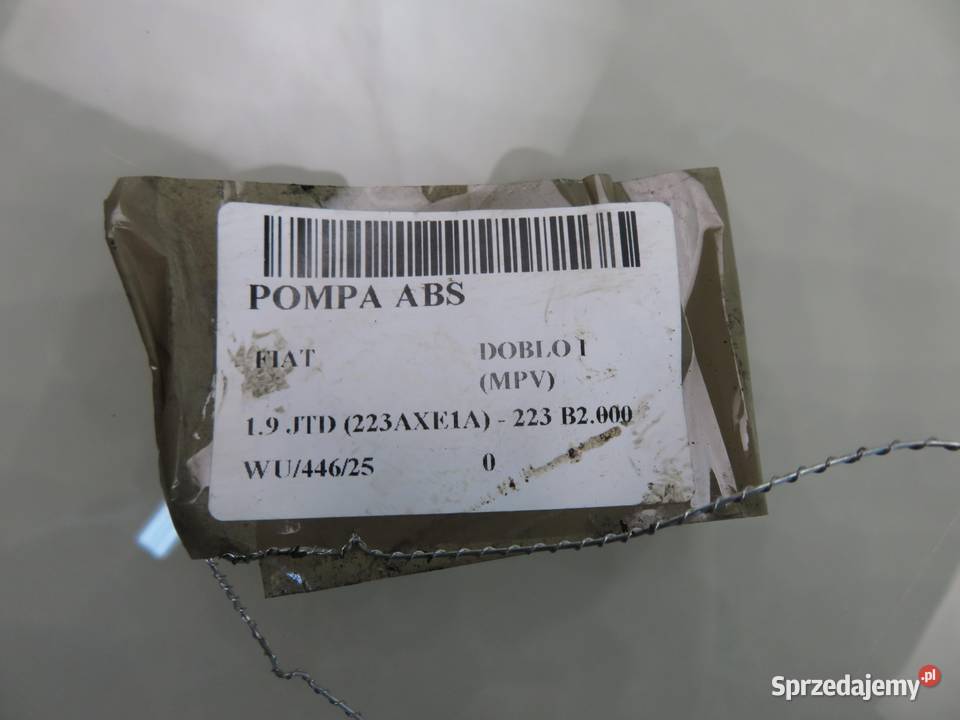 POMPA ABS
FIAT DOBLO I
(MPV)
1.9 JTD (223AXE1A) - 223 B2.000
WU/446/25 0
Sprzedajemy.pl